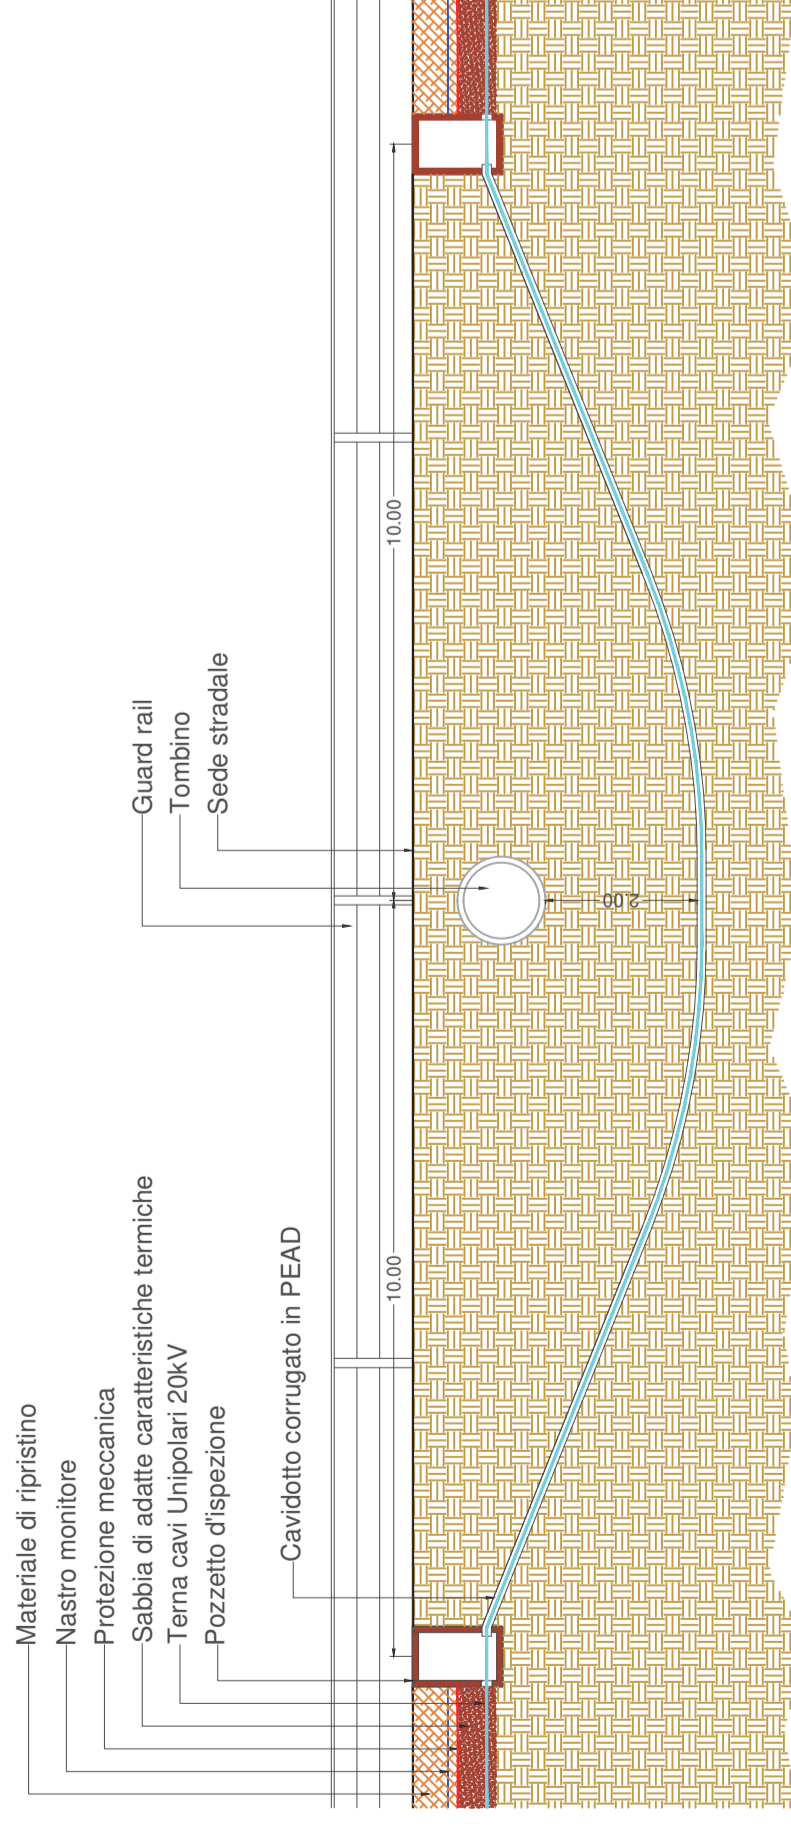 Materiale di ripristino
Nastro monitore
Protezione meccanica
Sabbia di adatte caratteristiche termiche
Terna cavi Unipolari 20kV
Pozzetto d'ispezione
Cavidotto corrugato in PEAD
Guard rail
Tombino
Sede stradale
10.00
10.00
2.00